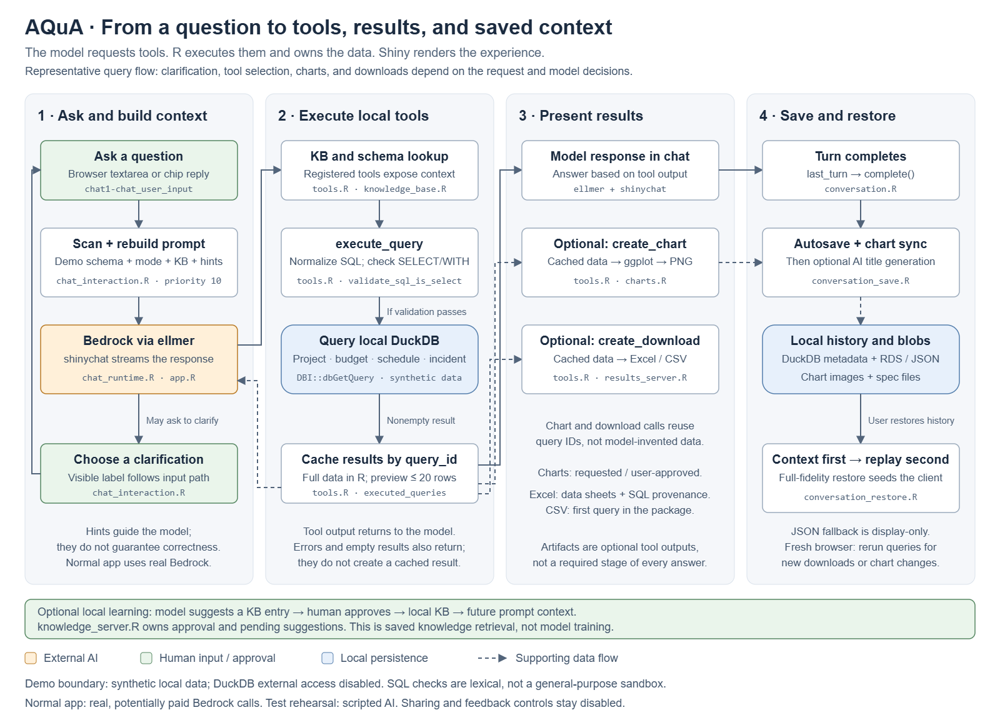 AQuA · From a question to tools, results, and saved context
The model requests tools. R executes them and owns the data. Shiny renders the experience.
Representative query flow: clarification, tool selection, charts, and downloads depend on the request and model decisions.
1 · Ask and build context
Ask a question
Browser textarea or chip reply
chat1-chat_user_input
Scan + rebuild prompt
Demo schema + mode + KB + hints
chat_interaction.R · priority 10
Bedrock via ellmer
shinychat streams the response
chat_runtime.R · app.R
May ask to clarify
Choose a clarification
Visible label follows input path
chat_interaction.R
Hints guide the model;
they do not guarantee correctness.
Normal app uses real Bedrock.
2 · Execute local tools
KB and schema lookup
Registered tools expose context
tools.R · knowledge_base.R
execute_query
Normalize SQL; check SELECT/WITH
tools.R · validate_sql_is_select
If validation passes
Query local DuckDB
Project · budget · schedule · incident
DBI::dbGetQuery · synthetic data
Nonempty result
Cache results by query_id
Full data in R; preview ≤ 20 rows
tools.R · executed_queries
Tool output returns to the model.
Errors and empty results also return;
they do not create a cached result.
3 · Present results
Model response in chat
Answer based on tool output
ellmer + shinychat
Optional: create_chart
Cached data → ggplot → PNG
tools.R · charts.R
Optional: create_download
Cached data → Excel / CSV
tools.R · results_server.R
Chart and download calls reuse
query IDs, not model-invented data.
Charts: requested / user-approved.
Excel: data sheets + SQL provenance.
CSV: first query in the package.
Artifacts are optional tool outputs,
not a required stage of every answer.
4 · Save and restore
Turn completes
last_turn → complete()
conversation.R
Autosave + chart sync
Then optional AI title generation
conversation_save.R
Local history and blobs
DuckDB metadata + RDS / JSON
Chart images + spec files
User restores history
Context first → replay second
Full-fidelity restore seeds the client
conversation_restore.R
JSON fallback is display-only.
Fresh browser: rerun queries for
new downloads or chart changes.
Optional local learning: model suggests a KB entry → human approves → local KB → future prompt context.
knowledge_server.R owns approval and pending suggestions. This is saved knowledge retrieval, not model training.
External AI
Human input / approval
Local persistence
Supporting data flow
Demo boundary: synthetic local data; DuckDB external access disabled. SQL checks are lexical, not a general-purpose sandbox.
Normal app: real, potentially paid Bedrock calls. Test rehearsal: scripted AI. Sharing and feedback controls stay disabled.